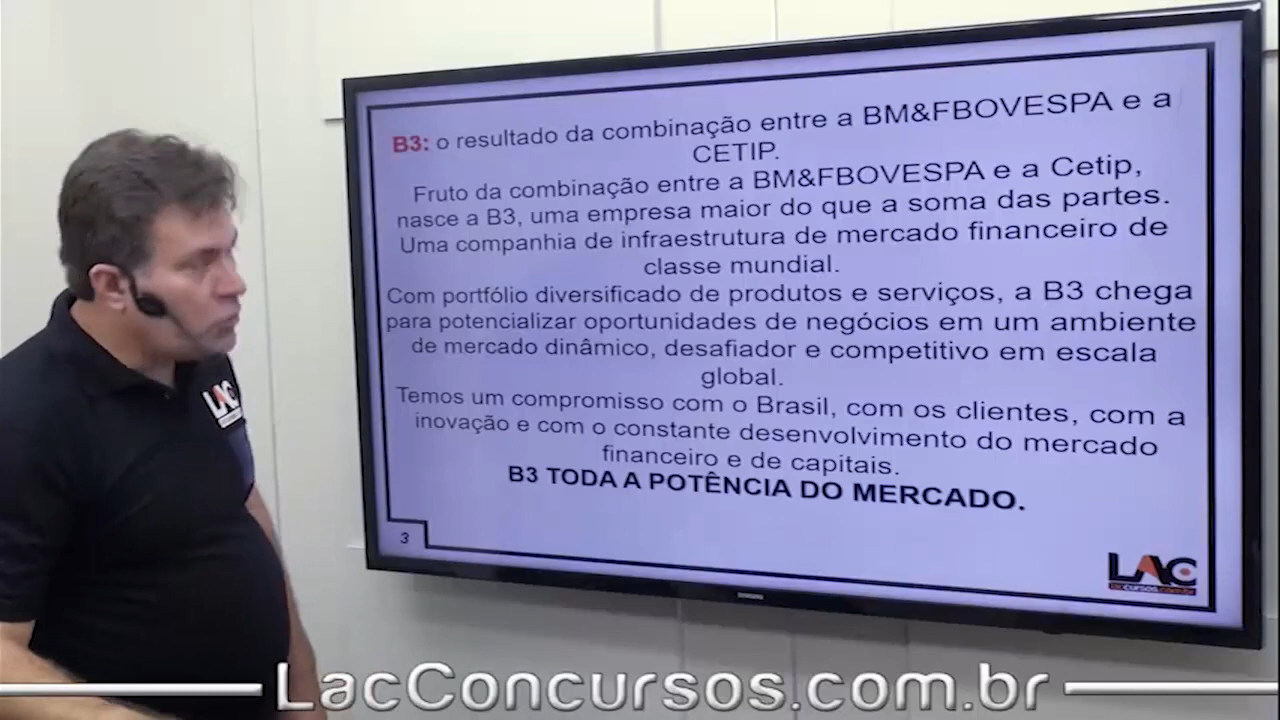 B3: o resultado da combinação entre a BM&FBOVESPA e a
CETIP.
Fruto da combinação entre a BM&FBOVESPA e a Cetip,
nasce a B3, uma empresa maior do que a soma das partes.
Uma companhia de infraestrutura de mercado financeiro de
classe mundial.
Com portfólio diversificado de produtos e serviços, a B3 chega
para potencializar oportunidades de negócios em um ambiente
de mercado dinâmico, desafiador e competitivo em escala
global.
Temos um compromisso com o Brasil, com os clientes, com a
inovação e com o constante desenvolvimento do mercado
financeiro e de capitais.
B3 TODA A POTÊNCIA DO MERCADO.
3
LAC
laccursos.com.br
SAMSUNG
LAC
LacConcursos.com.br